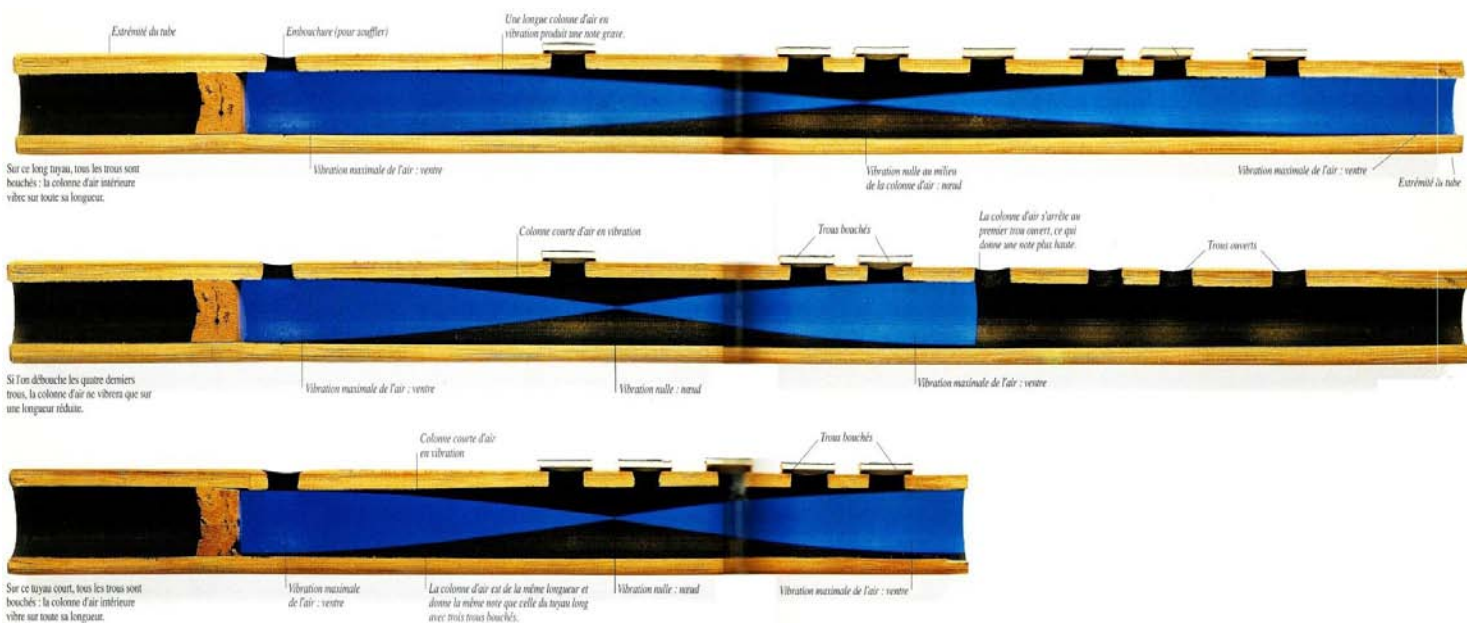 Extrémité du tube
Embouchure (pour souffler)
Une longue colonne d'air en
vibration produit une note grave.
Sur ce long tuyau, tous les trous sont
bouchés : la colonne d'air intérieure
vibre sur toute sa longueur.
Vibration maximale de l'air : ventre
Vibration nulle au milieu
de la colonne d'air : nœud
Vibration maximale de l'air : ventre
Extrémité du tube
Colonne courte d'air en vibration
Trous bouchés
La colonne d'air s'arrête au
premier trou ouvert, ce qui
donne une note plus haute.
Trous ouverts
Si l'on débouche les quatre derniers
trous, la colonne d'air ne vibrera que sur
une longueur réduite.
Vibration maximale de l'air : ventre
Vibration nulle : nœud
Vibration maximale de l'air : ventre
Colonne courte d'air
en vibration
Trous bouchés
Sur ce tuyau court, tous les trous sont
bouchés : la colonne d'air intérieure
vibre sur toute sa longueur.
Vibration maximale
de l'air : ventre
La colonne d'air est de la même longueur et
donne la même note que celle du tuyau long
avec trois trous bouchés.
Vibration nulle : nœud
Vibration maximale de l'air : ventre